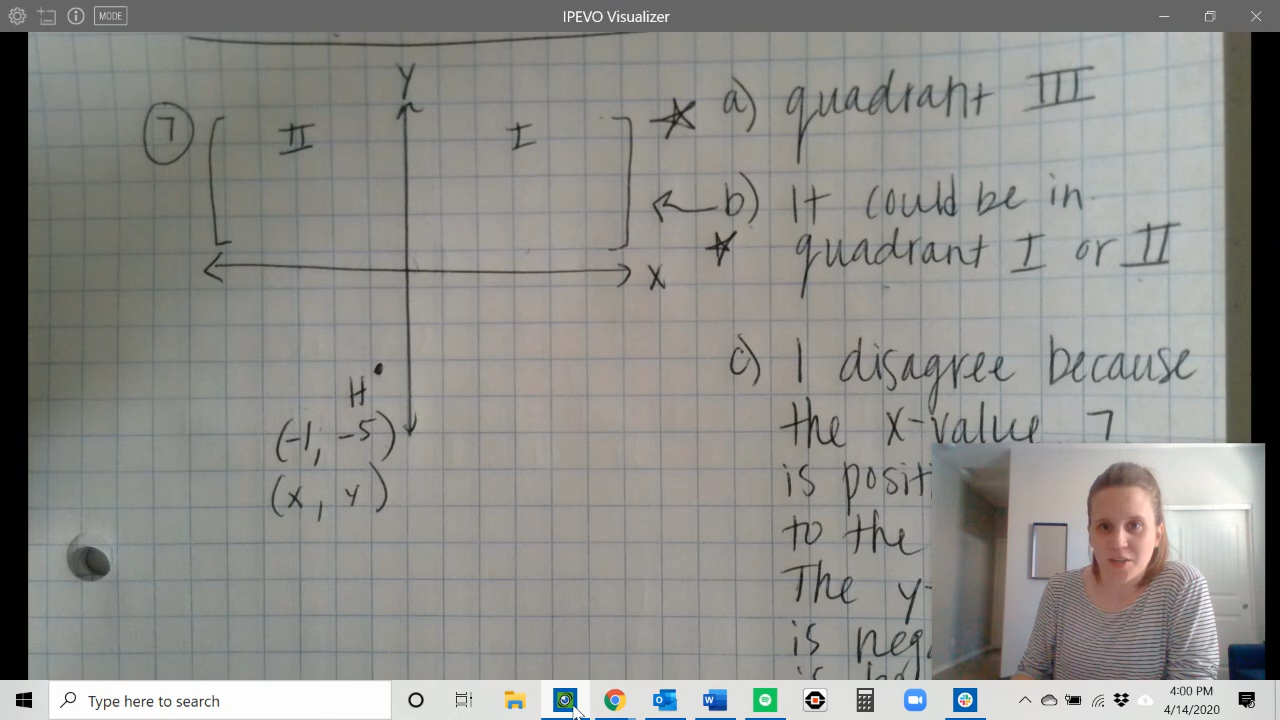 MODE
IPEVO Visualizer
7
Y
II
I
X
H
(-1, -5)
(x, y)
a) quadrant III
b) It could be in
quadrant I or II
c) I disagree because
the x-value 7
is posit
to the
The y-
is neg
Type here to search
4:00 PM
4/14/2020